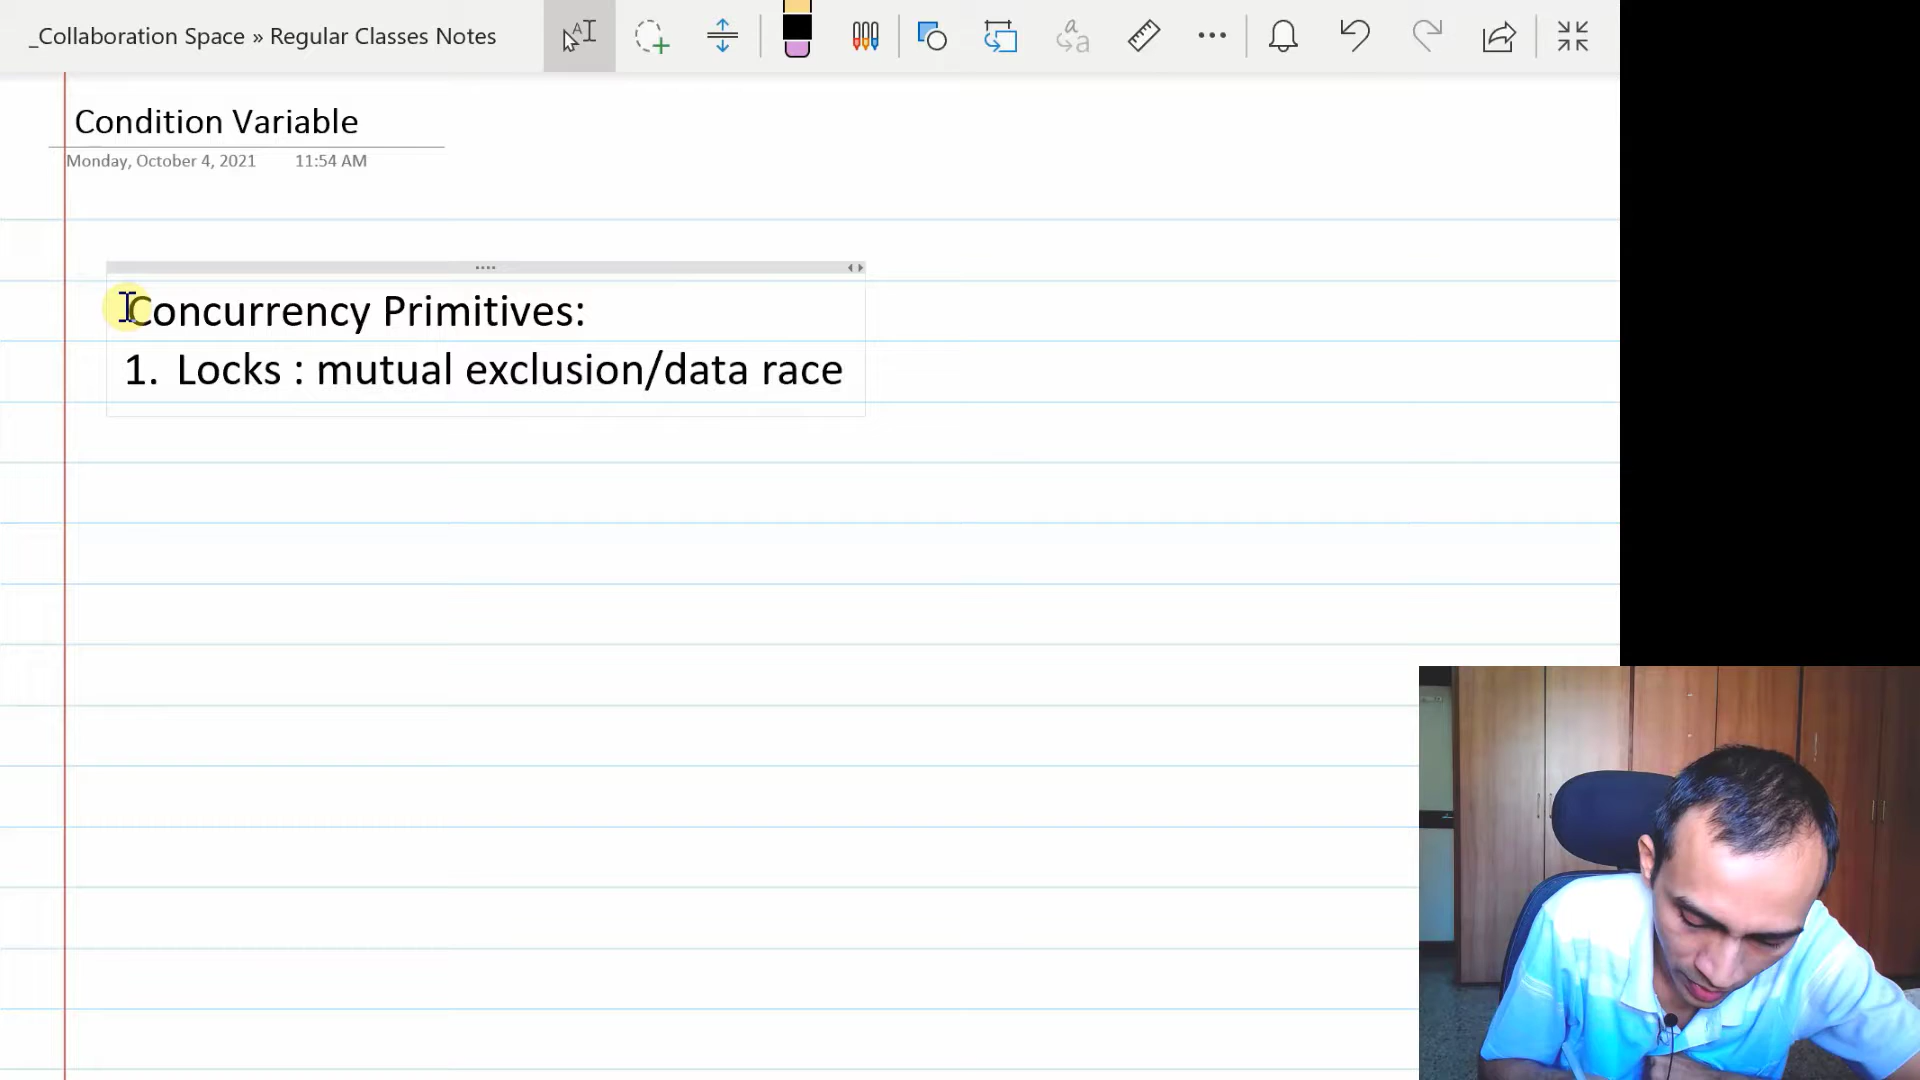 _Collaboration Space » Regular Classes Notes
Condition Variable
Monday, October 4, 2021 11:54 AM
Concurrency Primitives:
1. Locks : mutual exclusion/data race